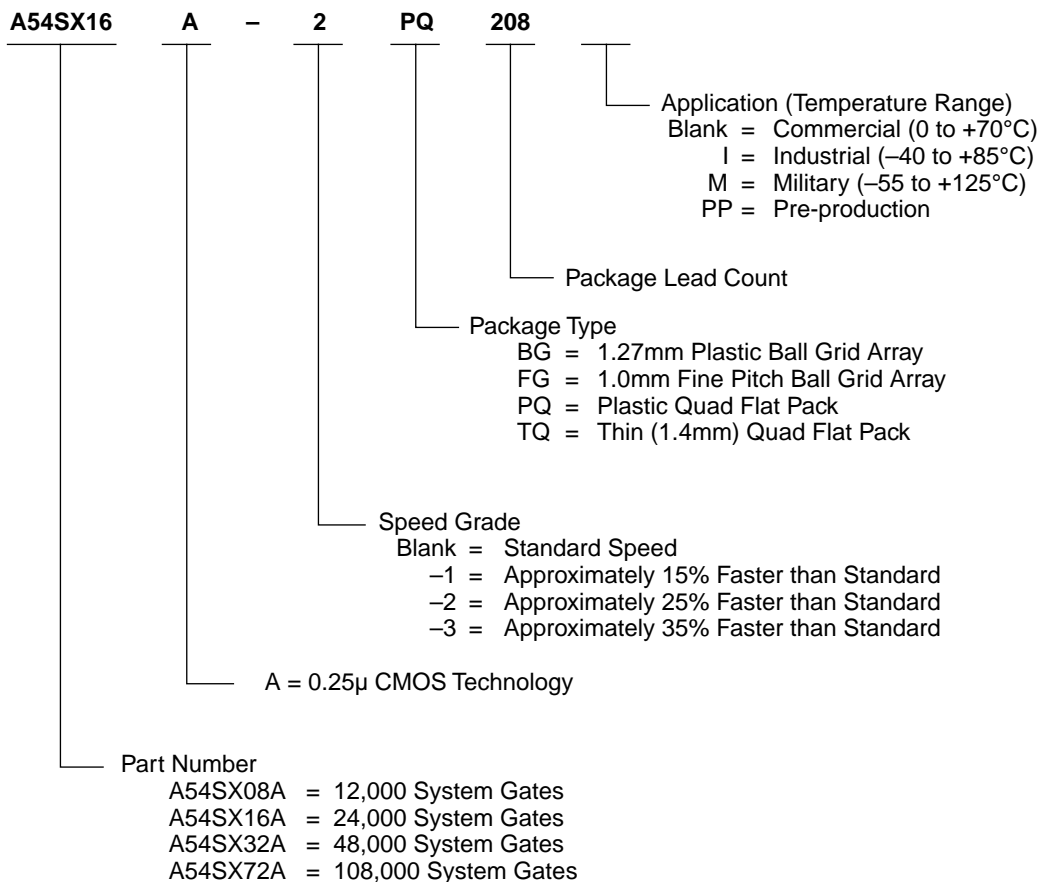 A54SX16 A – 2 PQ 208
Application (Temperature Range)
Blank = Commercial (0 to +70°C)
I = Industrial (–40 to +85°C)
M = Military (–55 to +125°C)
PP = Pre-production
Package Lead Count
Package Type
BG = 1.27mm Plastic Ball Grid Array
FG = 1.0mm Fine Pitch Ball Grid Array
PQ = Plastic Quad Flat Pack
TQ = Thin (1.4mm) Quad Flat Pack
Speed Grade
Blank = Standard Speed
–1 = Approximately 15% Faster than Standard
–2 = Approximately 25% Faster than Standard
–3 = Approximately 35% Faster than Standard
A = 0.25µ CMOS Technology
Part Number
A54SX08A = 12,000 System Gates
A54SX16A = 24,000 System Gates
A54SX32A = 48,000 System Gates
A54SX72A = 108,000 System Gates